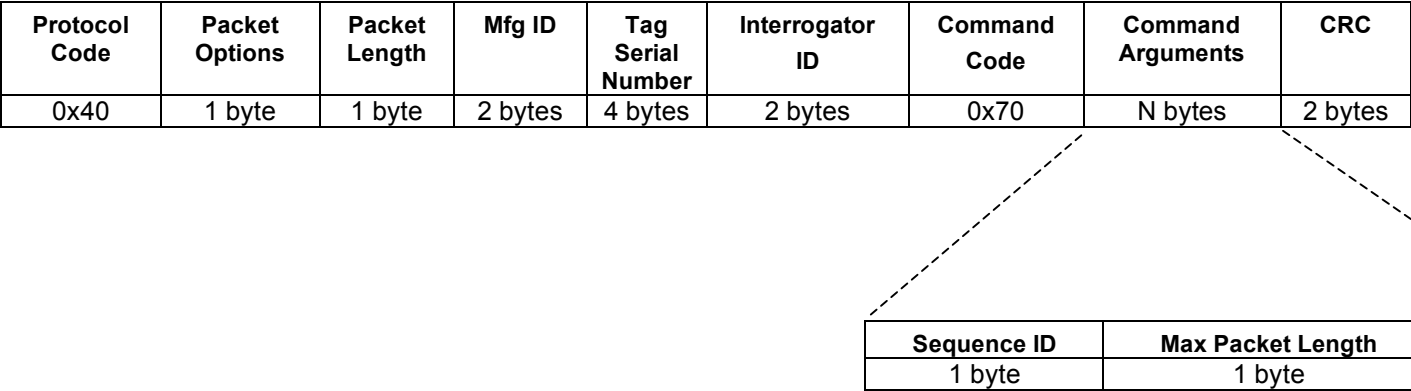 Protocol Code
Packet Options
Packet Length
Mfg ID
Tag Serial Number
Interrogator ID
Command Code
Command Arguments
CRC
0x40
1 byte
1 byte
2 bytes
4 bytes
2 bytes
0x70
N bytes
2 bytes
Sequence ID
Max Packet Length
1 byte
1 byte